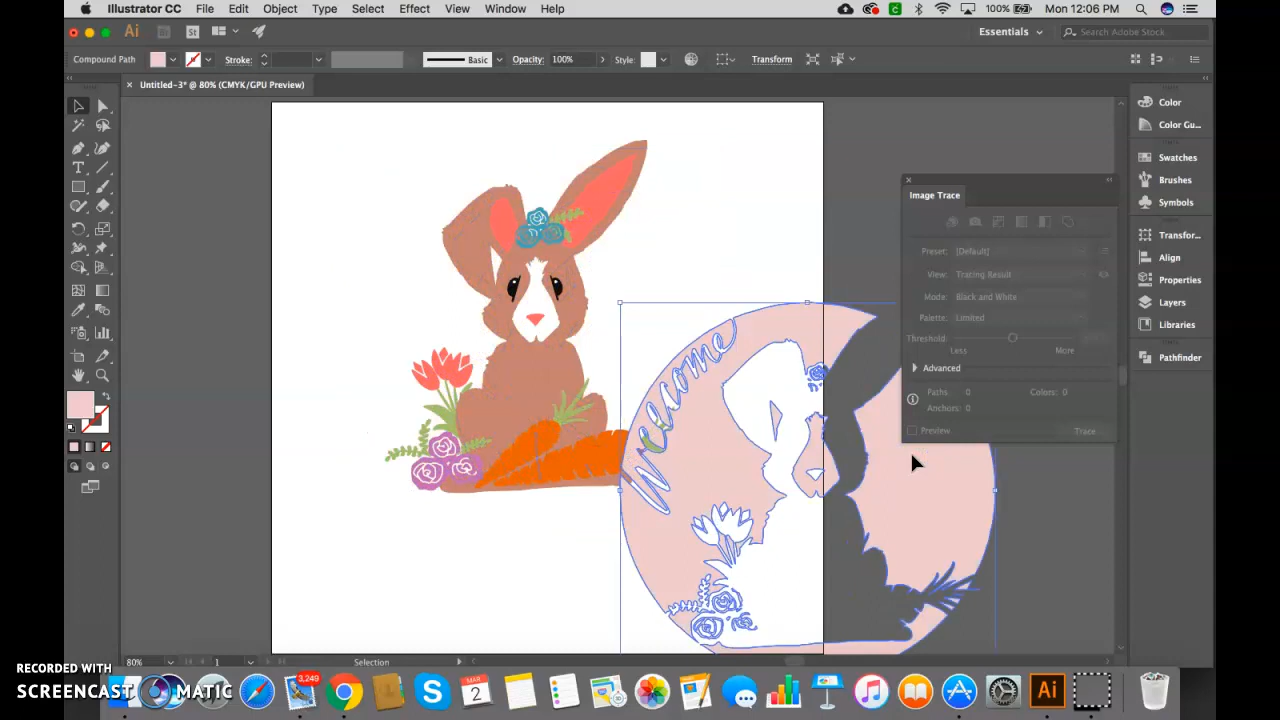 Illustrator CC File Edit Object Type Select Effect View Window Help 100% Mon 12:06 PM
Ai Br St Essentials Search Adobe Stock
Compound Path Stroke: Basic Opacity: 100% Style: Transform
× Untitled-3* @ 80% (CMYK/GPU Preview)
Color
Color Gu...
Swatches
Brushes
Symbols
Transfor...
Align
Properties
Layers
Libraries
Pathfinder
Image Trace
Preset: [Default]
View: Tracing Result
Mode: Black and White
Palette: Limited
Threshold:
Less More
Advanced
Paths: 0 Colors: 0
Anchors: 0
Preview Trace
Welcome
80% 1 Selection
RECORDED WITH
SCREENCAST MATIC
3,249
MAR
2
Ai